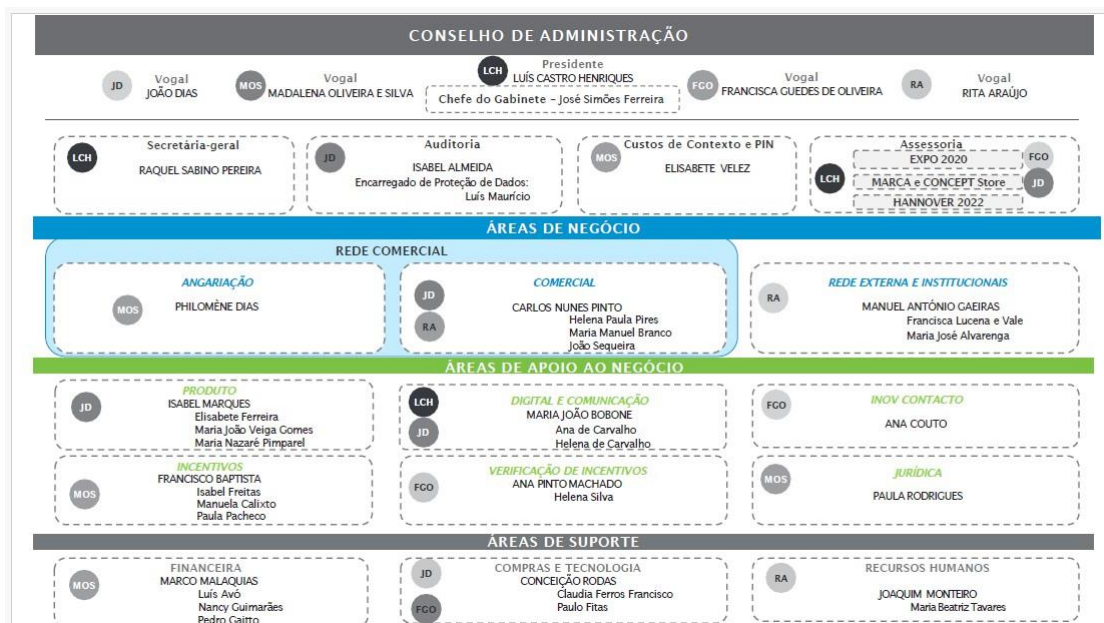 CONSELHO DE ADMINISTRAÇÃO
JD
Vogal
JOÃO DIAS
MOS
Vogal
MADALENA OLIVEIRA E SILVA
LCH
Presidente
LUÍS CASTRO HENRIQUES
Chefe do Gabinete – José Simões Ferreira
FGO
Vogal
FRANCISCA GUEDES DE OLIVEIRA
RA
Vogal
RITA ARAÚJO
LCH
Secretária-geral
RAQUEL SABINO PEREIRA
JD
Auditoria
ISABEL ALMEIDA
Encarregado de Proteção de Dados:
Luís Maurício
MOS
Custos de Contexto e PIN
ELISABETE VELEZ
LCH
Assessoria
EXPO 2020
FGO
MARCA e CONCEPT Store
JD
HANNOVER 2022
ÁREAS DE NEGÓCIO
REDE COMERCIAL
MOS
ANGARIAÇÃO
PHILOMÈNE DIAS
JD
RA
COMERCIAL
CARLOS NUNES PINTO
Helena Paula Pires
Maria Manuel Branco
João Sequeira
RA
REDE EXTERNA E INSTITUCIONAIS
MANUEL ANTÓNIO GAEIRAS
Francisca Lucena e Vale
Maria José Alvarenga
ÁREAS DE APOIO AO NEGÓCIO
JD
PRODUTO
ISABEL MARQUES
Elisabete Ferreira
Maria João Veiga Gomes
Maria Nazaré Pimparel
LCH
JD
DIGITAL E COMUNICAÇÃO
MARIA JOÃO BOBONE
Ana de Carvalho
Helena de Carvalho
FGO
INOV CONTACTO
ANA COUTO
MOS
INCENTIVOS
FRANCISCO BAPTISTA
Isabel Freitas
Manuela Calixto
Paula Pacheco
FGO
VERIFICAÇÃO DE INCENTIVOS
ANA PINTO MACHADO
Helena Silva
MOS
JURÍDICA
PAULA RODRIGUES
ÁREAS DE SUPORTE
MOS
FINANCEIRA
MARCO MALAQUIAS
Luís Avó
Nancy Guimarães
Pedro Gaitto
JD
FGO
COMPRAS E TECNOLOGIA
CONCEIÇÃO RODAS
Claudia Ferros Francisco
Paulo Fitas
RA
RECURSOS HUMANOS
JOAQUIM MONTEIRO
Maria Beatriz Tavares